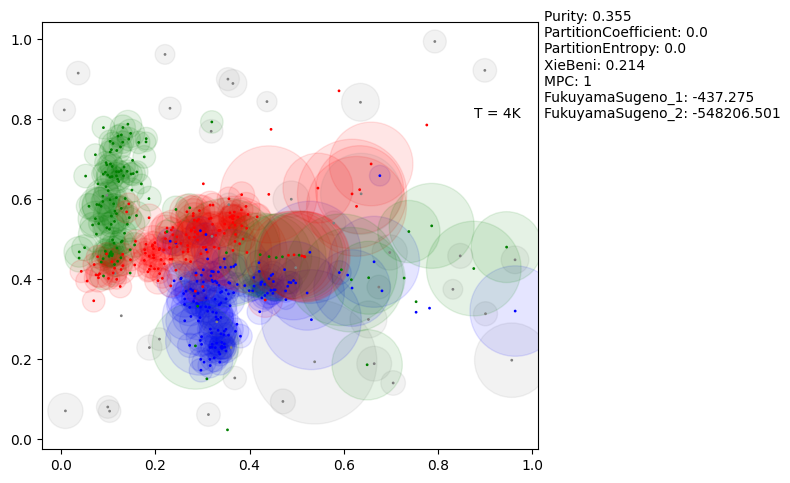 Purity: 0.355
PartitionCoefficient: 0.0
PartitionEntropy: 0.0
XieBeni: 0.214
MPC: 1
FukuyamaSugeno_1: -437.275
FukuyamaSugeno_2: -548206.501
T = 4K
1.0
0.8
0.6
0.4
0.2
0.0
0.0 0.2 0.4 0.6 0.8 1.0